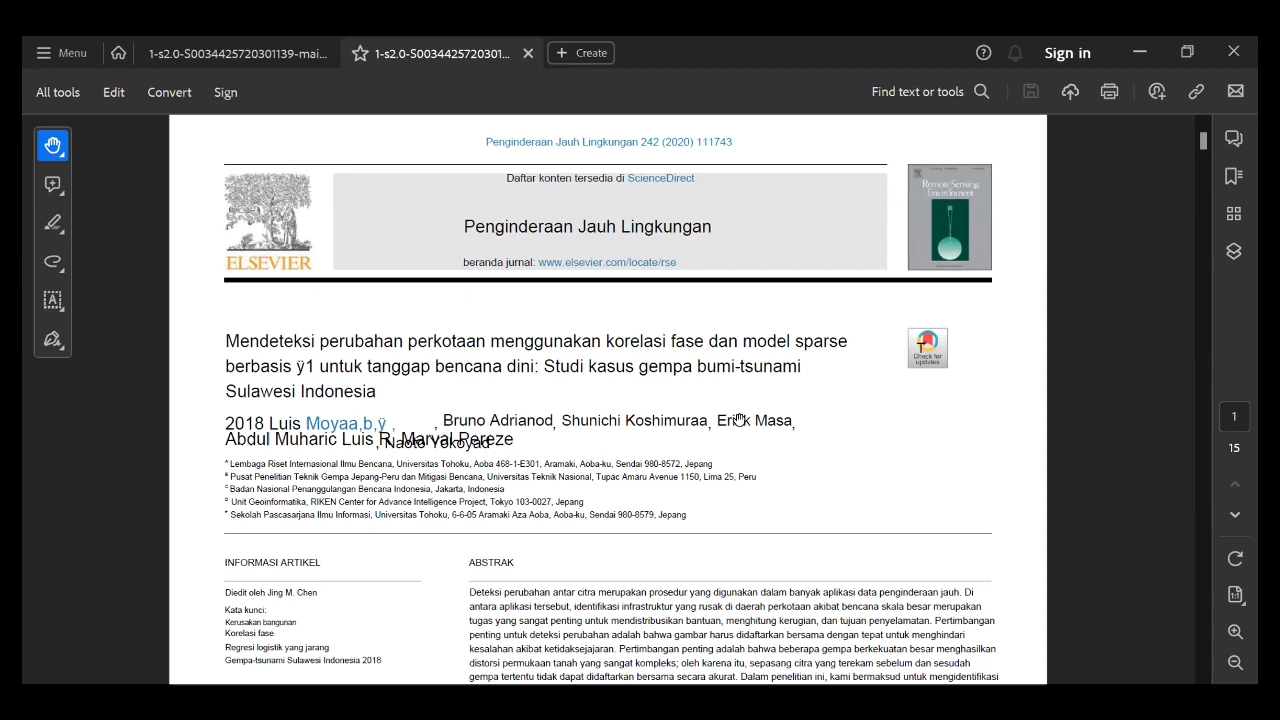 Menu
1-s2.0-S0034425720301139-mai...
1-s2.0-S0034425720301...
Create
Sign in
All tools
Edit
Convert
Sign
Find text or tools
Penginderaan Jauh Lingkungan 242 (2020) 111743
Daftar konten tersedia di ScienceDirect
Penginderaan Jauh Lingkungan
beranda jurnal: www.elsevier.com/locate/rse
ELSEVIER
Remote Sensing
Environment
Mendeteksi perubahan perkotaan menggunakan korelasi fase dan model sparse
berbasis ÿ1 untuk tanggap bencana dini: Studi kasus gempa bumi-tsunami
Sulawesi Indonesia
Check for
updates
2018 Luis Moyaa,b,ÿ , , Bruno Adrianod, Shunichi Koshimuraa, Erick Masa,
Abdul Muharic Luis R, Marval Pereze
, Naoto Yokoyad
A Lembaga Riset Internasional Ilmu Bencana, Universitas Tohoku, Aoba 468-1-E301, Aramaki, Aoba-ku, Sendai 980-8572, Jepang
B Pusat Penelitian Teknik Gempa Jepang-Peru dan Mitigasi Bencana, Universitas Teknik Nasional, Tupac Amaru Avenue 1150, Lima 25, Peru
C Badan Nasional Penanggulangan Bencana Indonesia, Jakarta, Indonesia
D Unit Geoinformatika, RIKEN Center for Advance Intelligence Project, Tokyo 103-0027, Jepang
Sekolah Pascasarjana Ilmu Informasi, Universitas Tohoku, 6-6-05 Aramaki Aza Aoba, Aoba-ku, Sendai 980-8579, Jepang
INFORMASI ARTIKEL
Diedit oleh Jing M. Chen
Kata kunci:
Kerusakan bangunan
Korelasi fase
Regresi logistik yang jarang
Gempa-tsunami Sulawesi Indonesia 2018
ABSTRAK
Deteksi perubahan antar citra merupakan prosedur yang digunakan dalam banyak aplikasi data penginderaan jauh. Di
antara aplikasi tersebut, identifikasi infrastruktur yang rusak di daerah perkotaan akibat bencana skala besar merupakan
tugas yang sangat penting untuk mendistribusikan bantuan, menghitung kerugian, dan tujuan penyelamatan. Pertimbangan
penting untuk deteksi perubahan adalah bahwa gambar harus didaftarkan bersama dengan tepat untuk menghindari
kesalahan akibat ketidaksejajaran. Pertimbangan penting adalah bahwa beberapa gempa berkekuatan besar menghasilkan
distorsi permukaan tanah yang sangat kompleks; oleh karena itu, sepasang citra yang terekam sebelum dan sesudah
gempa tertentu tidak dapat didaftarkan bersama secara akurat. Dalam penelitian ini, kami bermaksud untuk mengidentifikasi
1
15